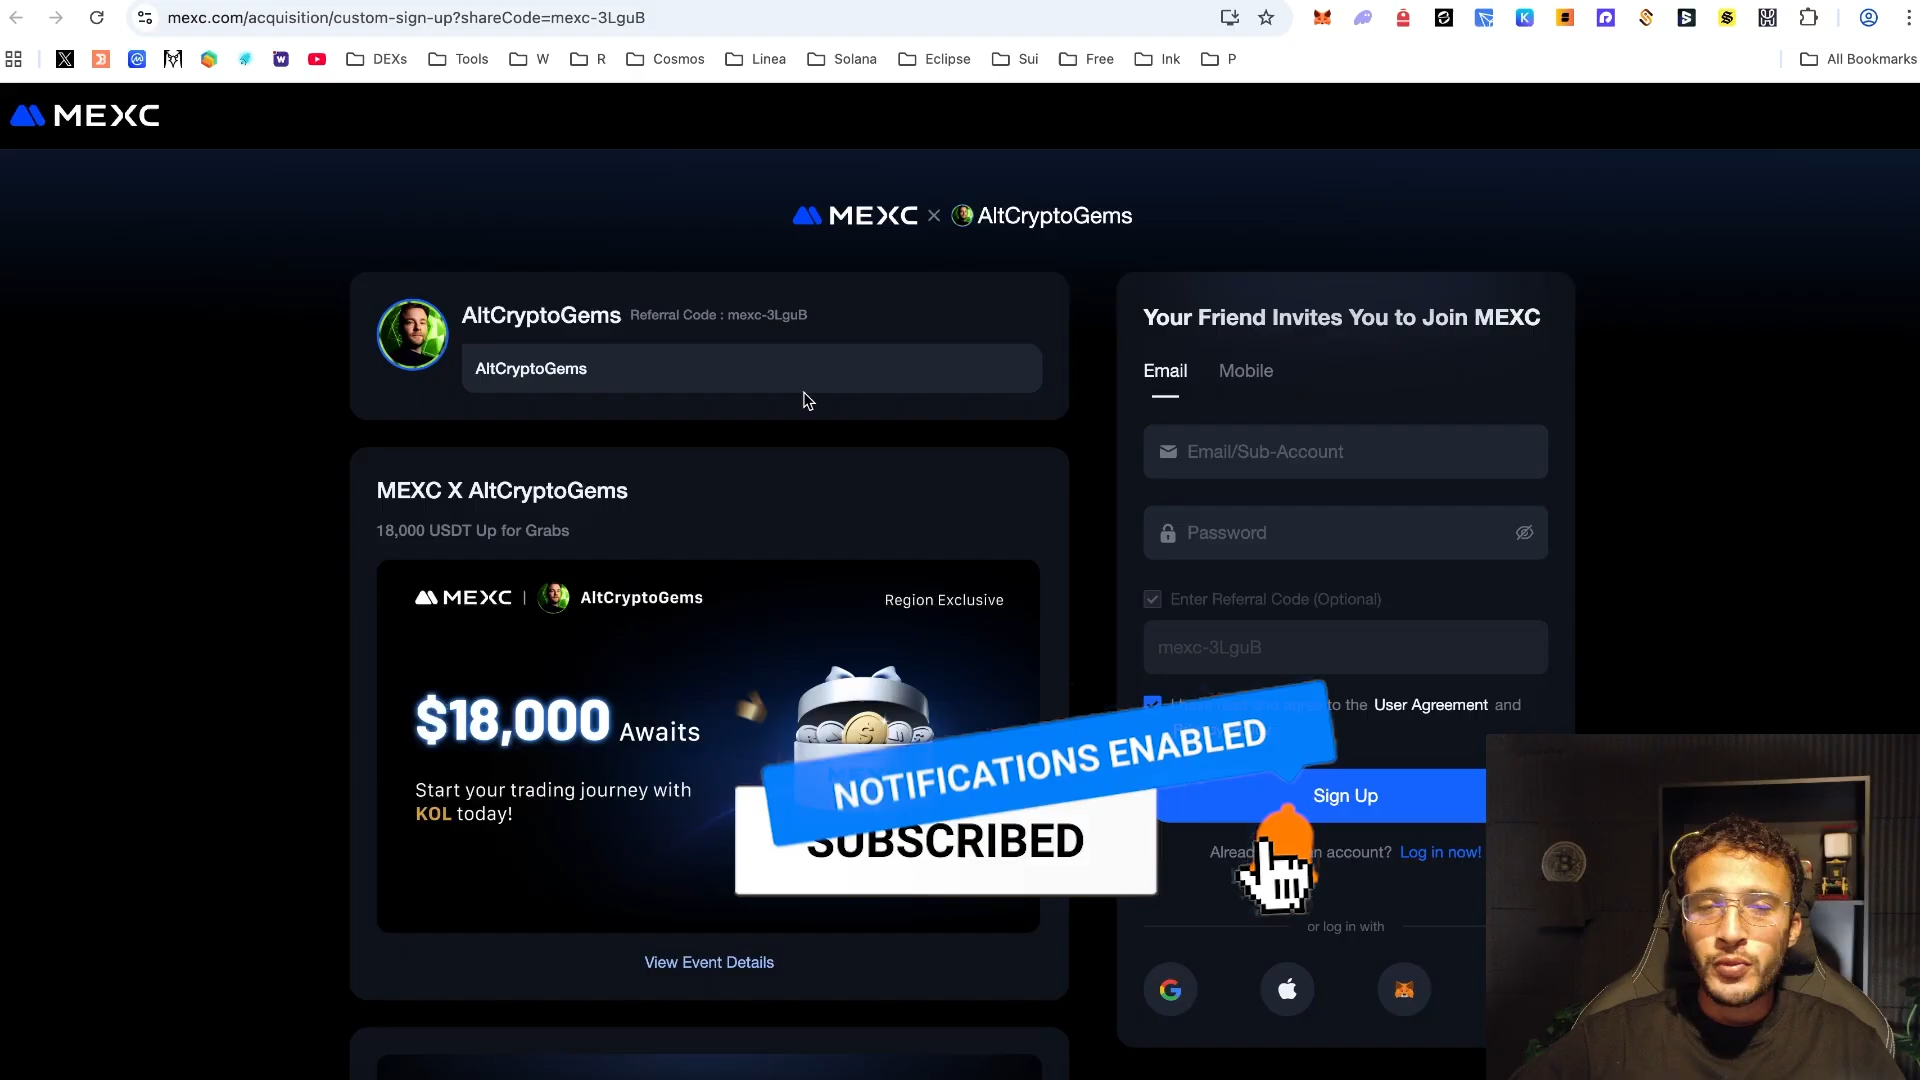 mexc.com/acquisition/custom-sign-up?shareCode=mexc-3LguB
DEXs
Tools
W
R
Cosmos
Linea
Solana
Eclipse
Sui
Free
Ink
P
All Bookmarks
MEXC
MEXC × AltCryptoGems
AltCryptoGems Referral Code : mexc-3LguB
AltCryptoGems
MEXC X AltCryptoGems
18,000 USDT Up for Grabs
MEXC | AltCryptoGems
Region Exclusive
$18,000 Awaits
Start your trading journey with
KOL today!
View Event Details
Your Friend Invites You to Join MEXC
Email
Mobile
Email/Sub-Account
Password
Enter Referral Code (Optional)
mexc-3LguB
to the User Agreement and
NOTIFICATIONS ENABLED
SUBSCRIBED
Sign Up
account? Log in now!
or log in with